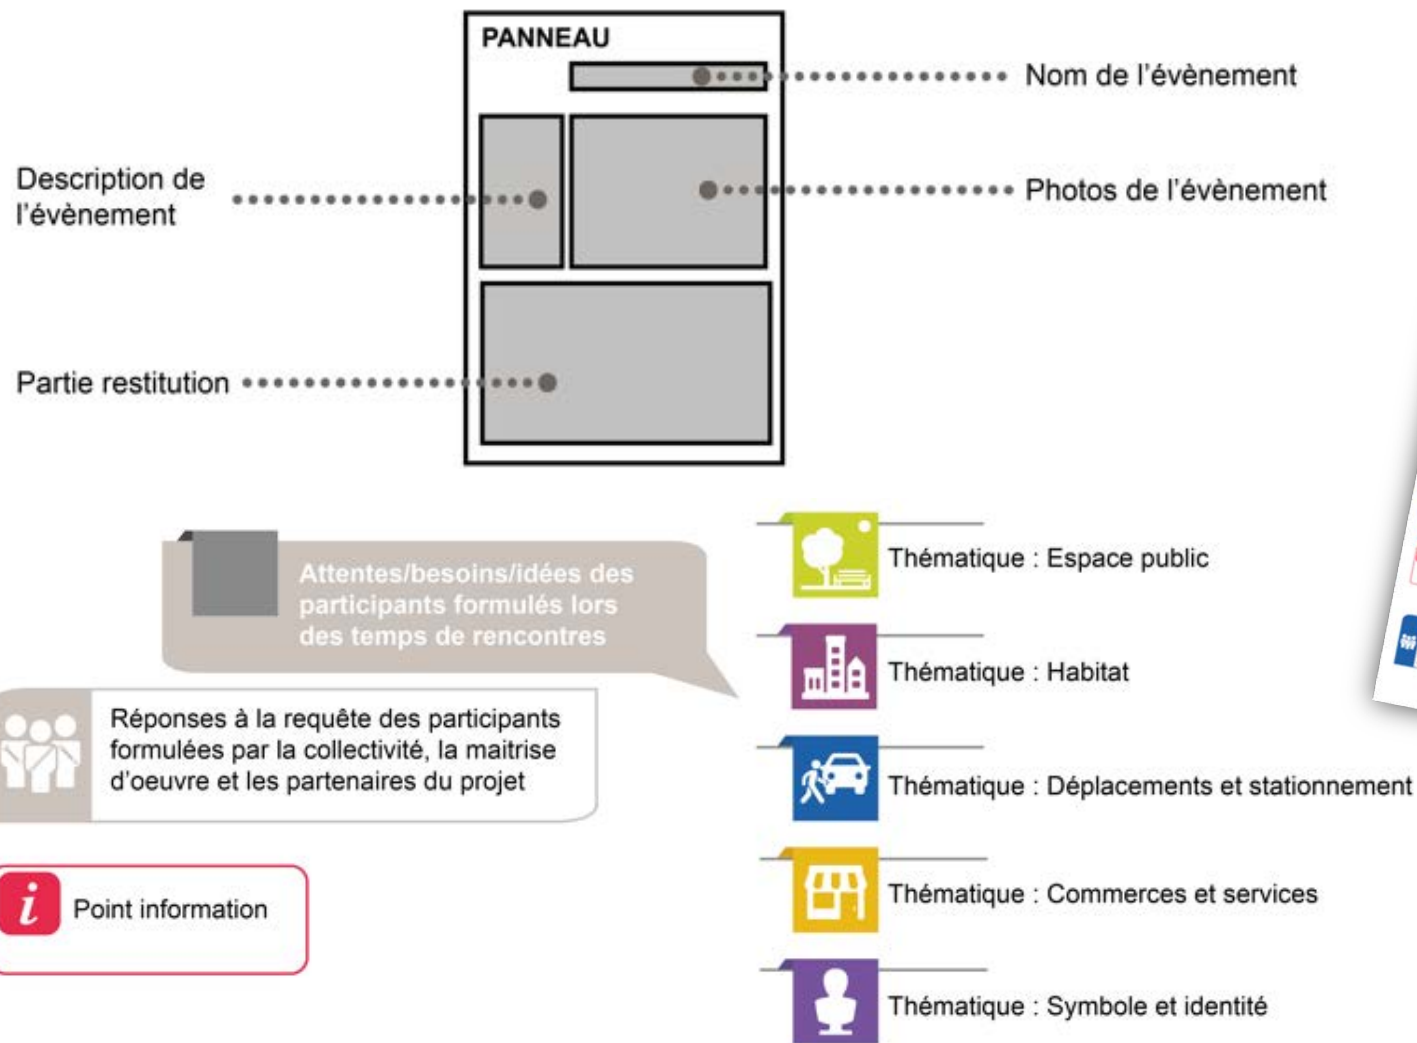 PANNEAU
Nom de l'évènement
Description de
l'évènement
Photos de l'évènement
Partie restitution
Attentes/besoins/idées des
participants formulés lors
des temps de rencontres
Réponses à la requête des participants
formulées par la collectivité, la maitrise
d'oeuvre et les partenaires du projet
i Point information
Thématique : Espace public
Thématique : Habitat
Thématique : Déplacements et stationnement
Thématique : Commerces et services
Thématique : Symbole et identité